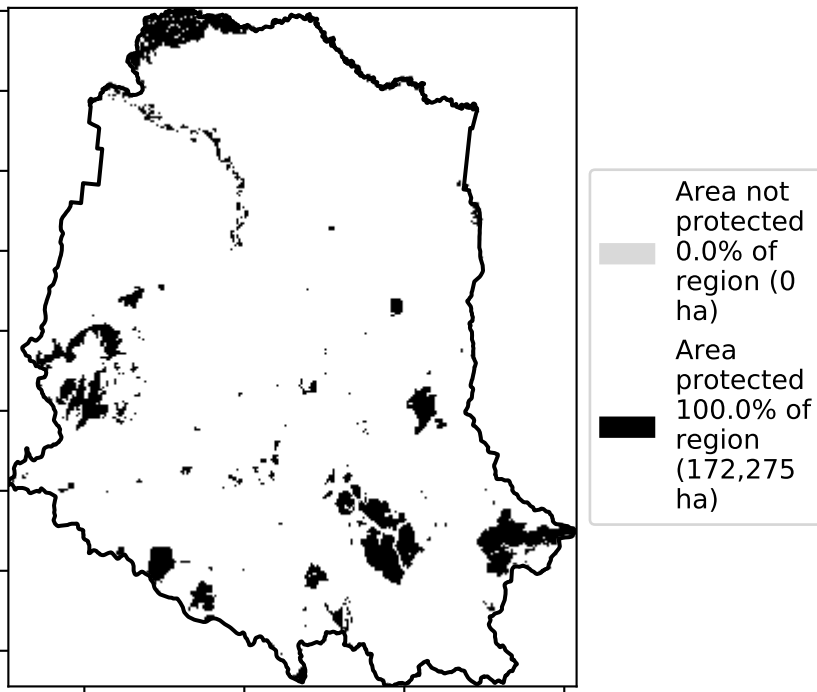 Area not
protected
0.0% of
region (0
ha)
Area
protected
100.0% of
region
(172,275
ha)